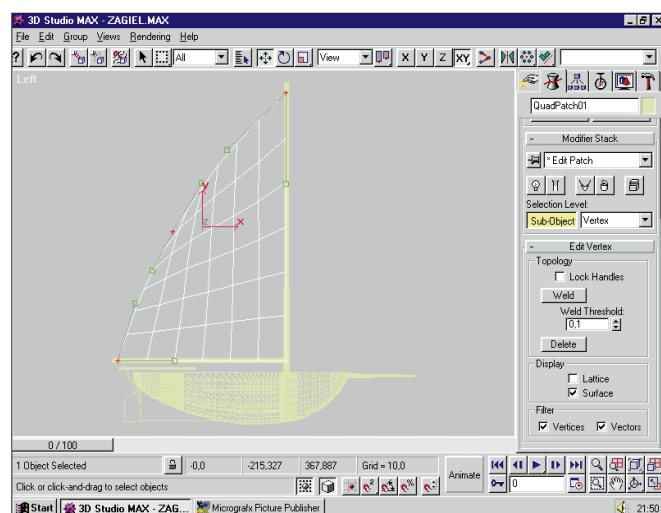 3D Studio MAX - ZAGIEL.MAX
File Edit Group Views Rendering Help
All View X Y Z XY
Left
y
z x
QuadPatch01
- Modifier Stack
* Edit Patch
Selection Level:
Sub-Object Vertex
- Edit Vertex
Topology
Lock Handles
Weld
Weld Threshold:
0,1
Delete
Display
Lattice
Surface
Filter
Vertices Vectors
0 / 100
1 Object Selected -0,0 -215,327 367,887 Grid = 10,0
Animate
0
Click or click-and-drag to select objects
Start 3D Studio MAX - ZAG... Micrografx Picture Publisher 21:50